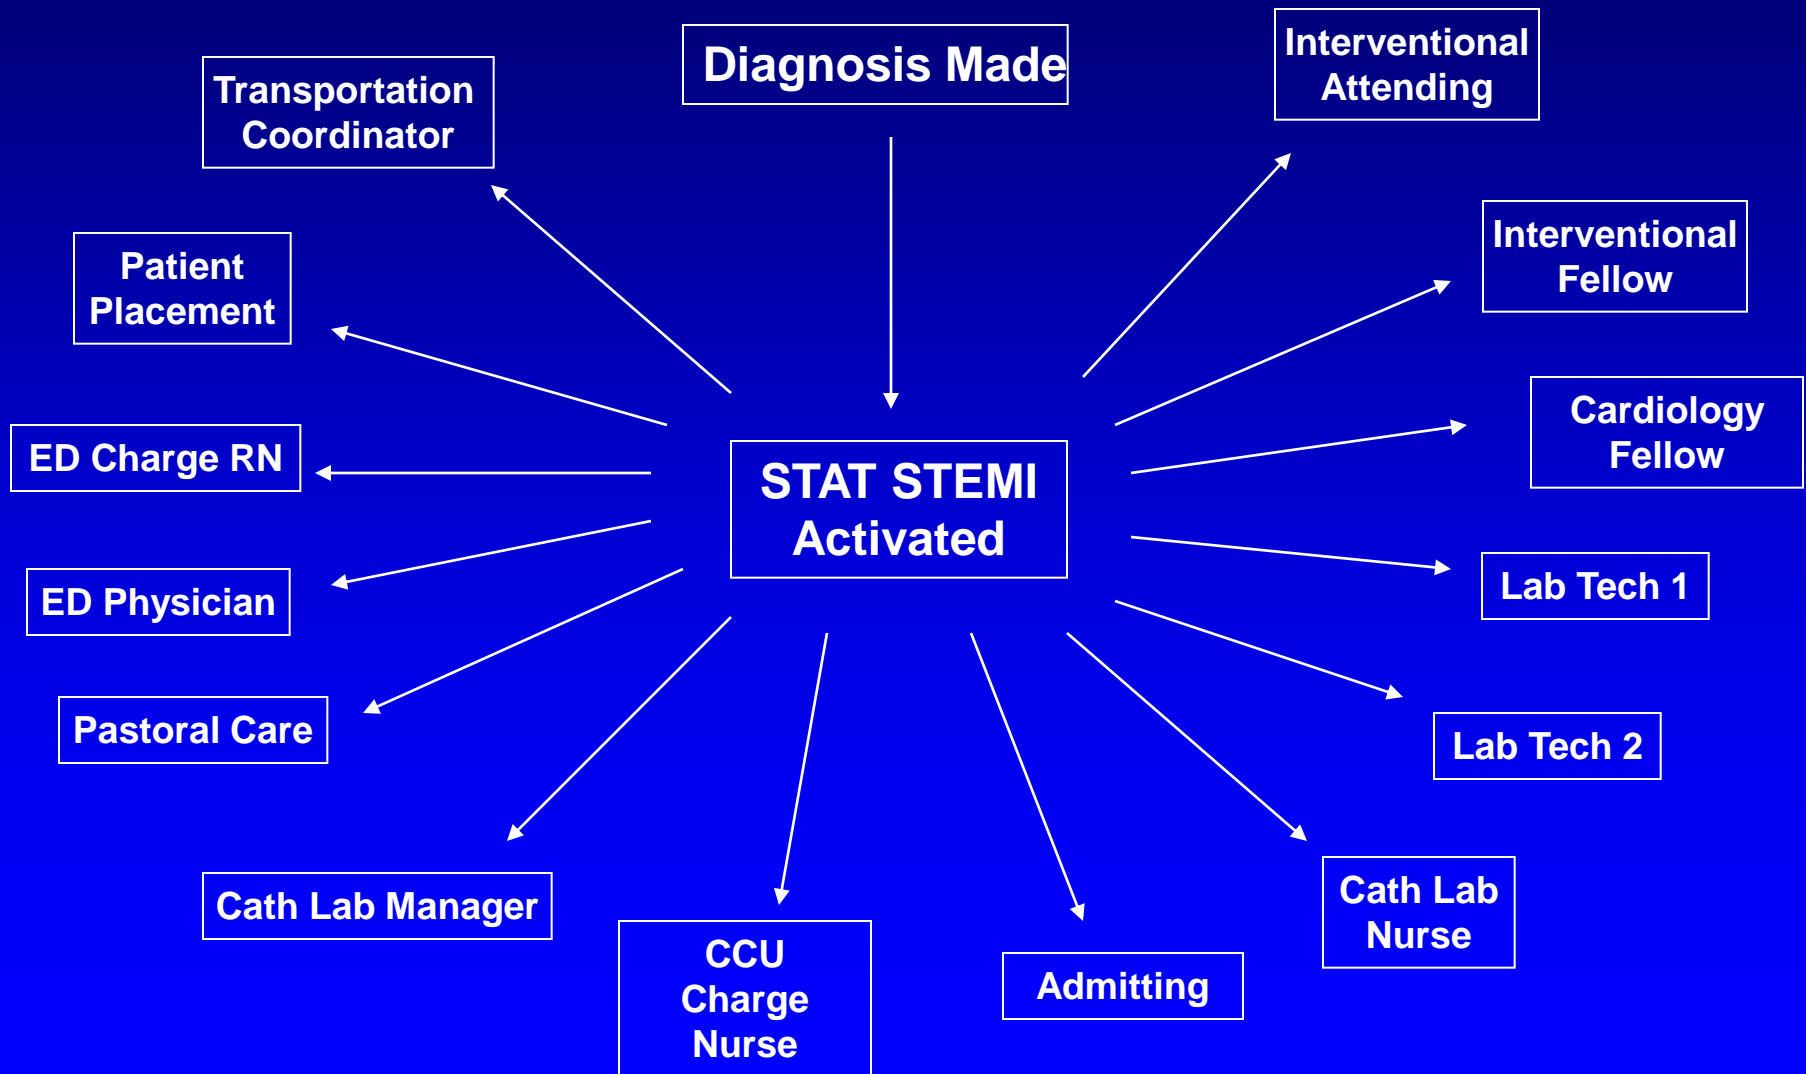 Diagnosis Made
Interventional
Attending
Transportation
Coordinator
Interventional
Fellow
Patient
Placement
Cardiology
Fellow
ED Charge RN
STAT STEMI
Activated
Lab Tech 1
ED Physician
Pastoral Care
Lab Tech 2
Cath Lab Manager
Cath Lab
Nurse
CCU
Charge
Nurse
Admitting